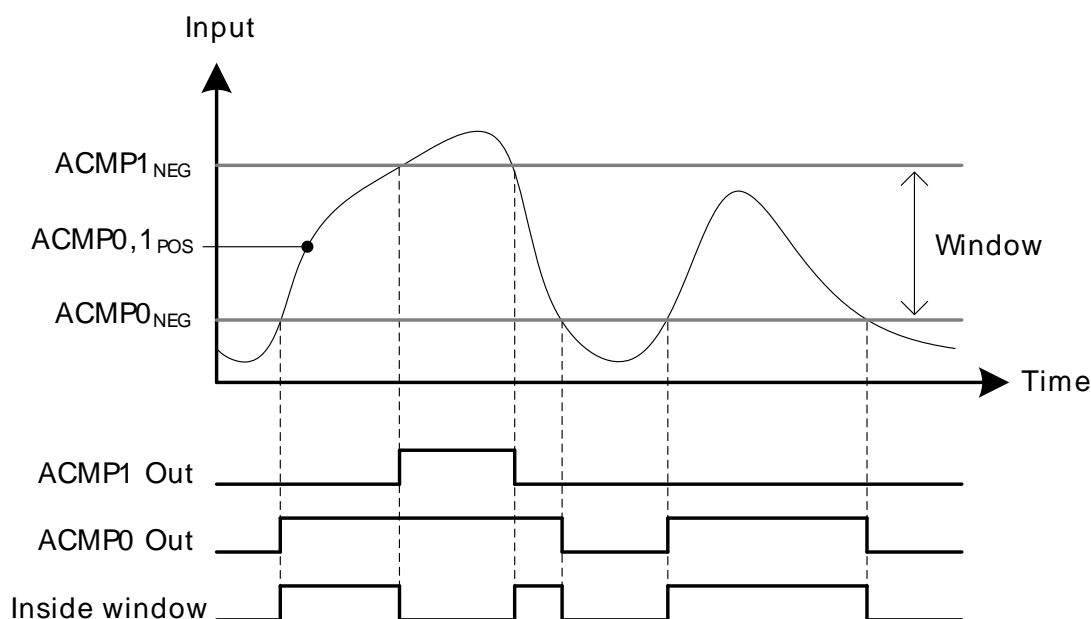 Input
ACMP1NEG
ACMP0,1POS
Window
ACMP0NEG
Time
ACMP1 Out
ACMP0 Out
Inside window